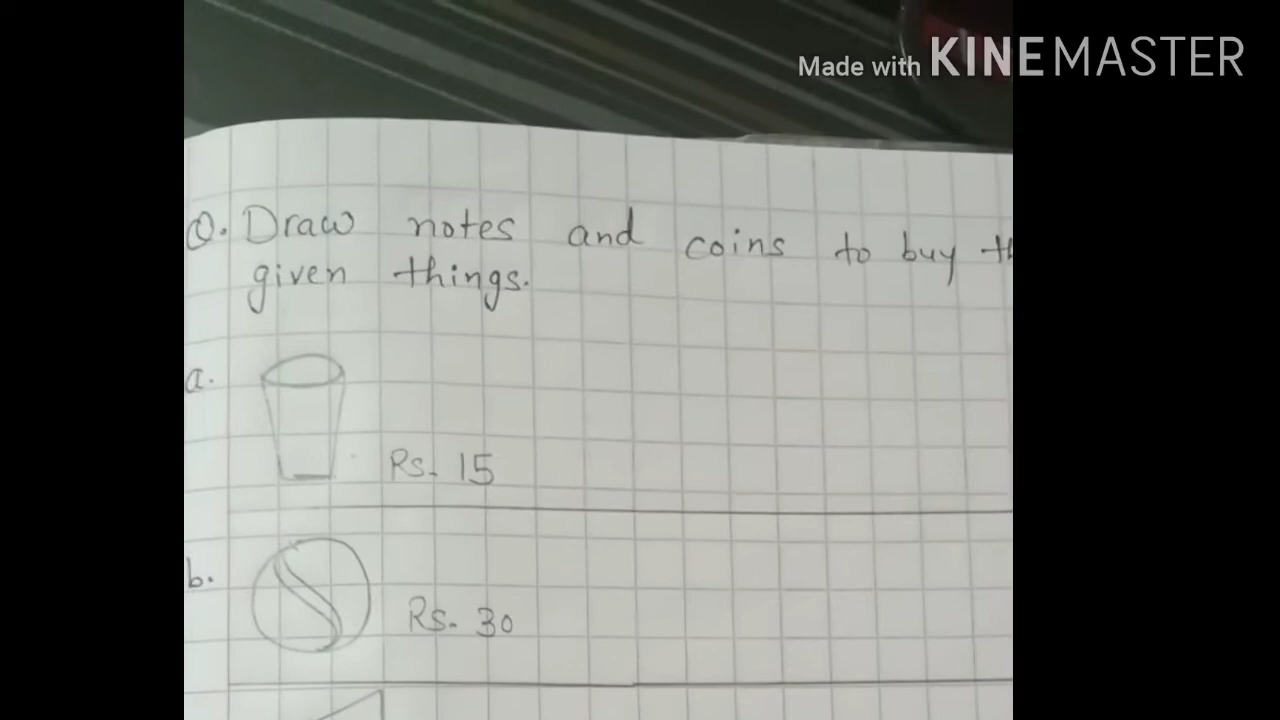 Made with KINEMASTER
Q. Draw notes and coins to buy
given things.
a.
Rs. 15
b.
Rs. 30